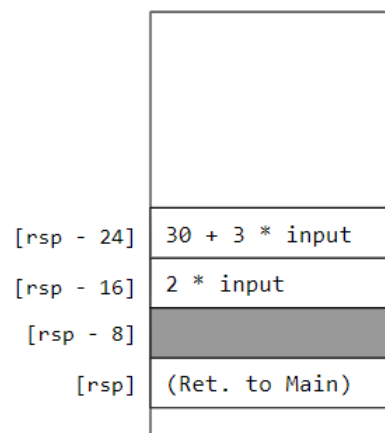 [rsp - 24] 30 + 3 * input
[rsp - 16] 2 * input
[rsp - 8]
[rsp] (Ret. to Main)